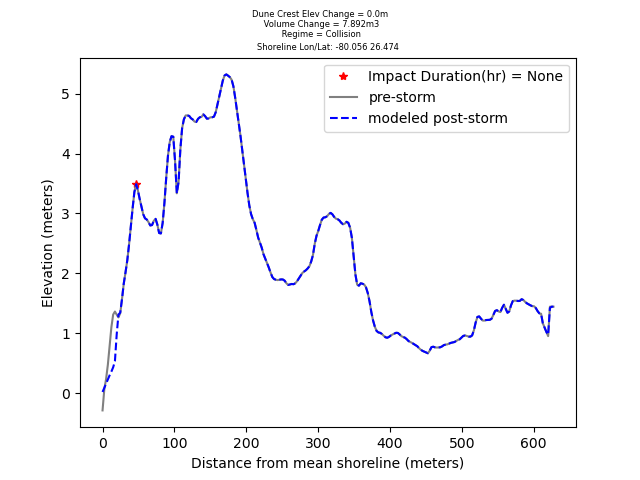 Dune Crest Elev Change = 0.0m
Volume Change = 7.892m3
Regime = Collision
Shoreline Lon/Lat: -80.056 26.474
Impact Duration(hr) = None
pre-storm
modeled post-storm
Elevation (meters)
5
4
3
2
1
0
0 100 200 300 400 500 600
Distance from mean shoreline (meters)